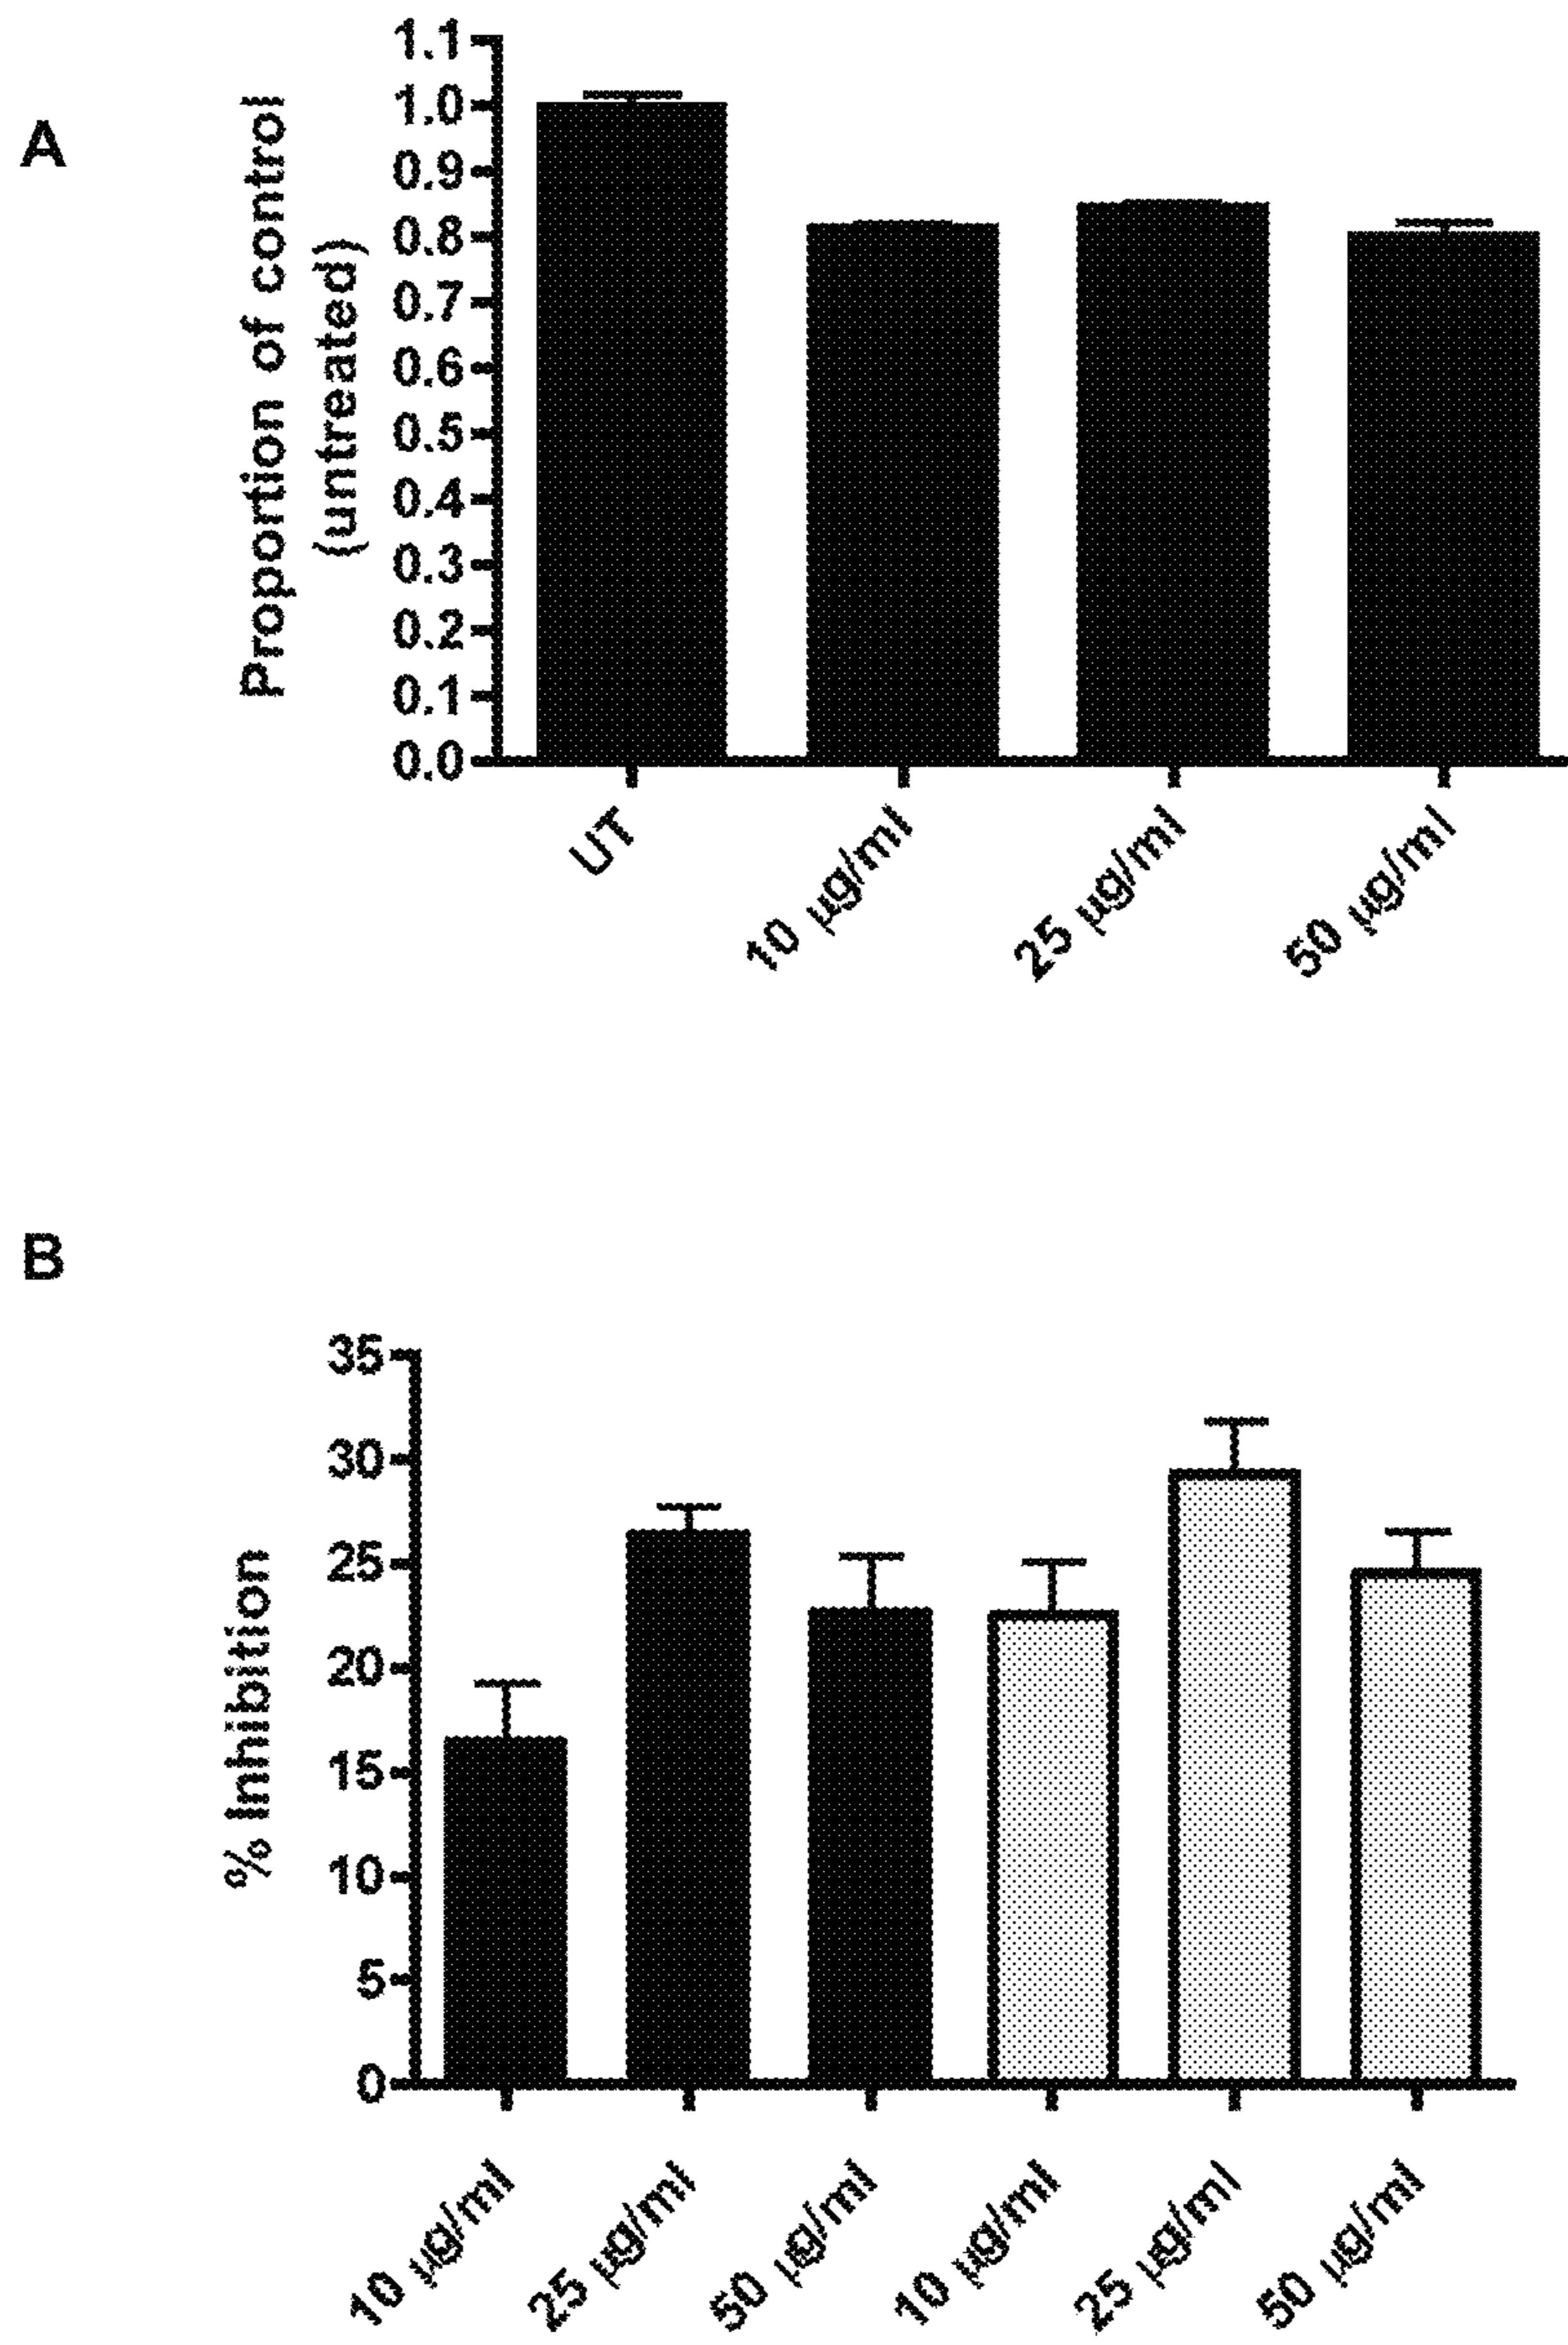 A
Proportion of control
(untreated)
1.1
1.0
0.9
0.8
0.7
0.6
0.5
0.4
0.3
0.2
0.1
0.0
UT
10 µg/ml
25 µg/ml
50 µg/ml
B
% Inhibition
35
30
25
20
15
10
5
0
10 µg/ml
25 µg/ml
50 µg/ml
10 µg/ml
25 µg/ml
50 µg/ml